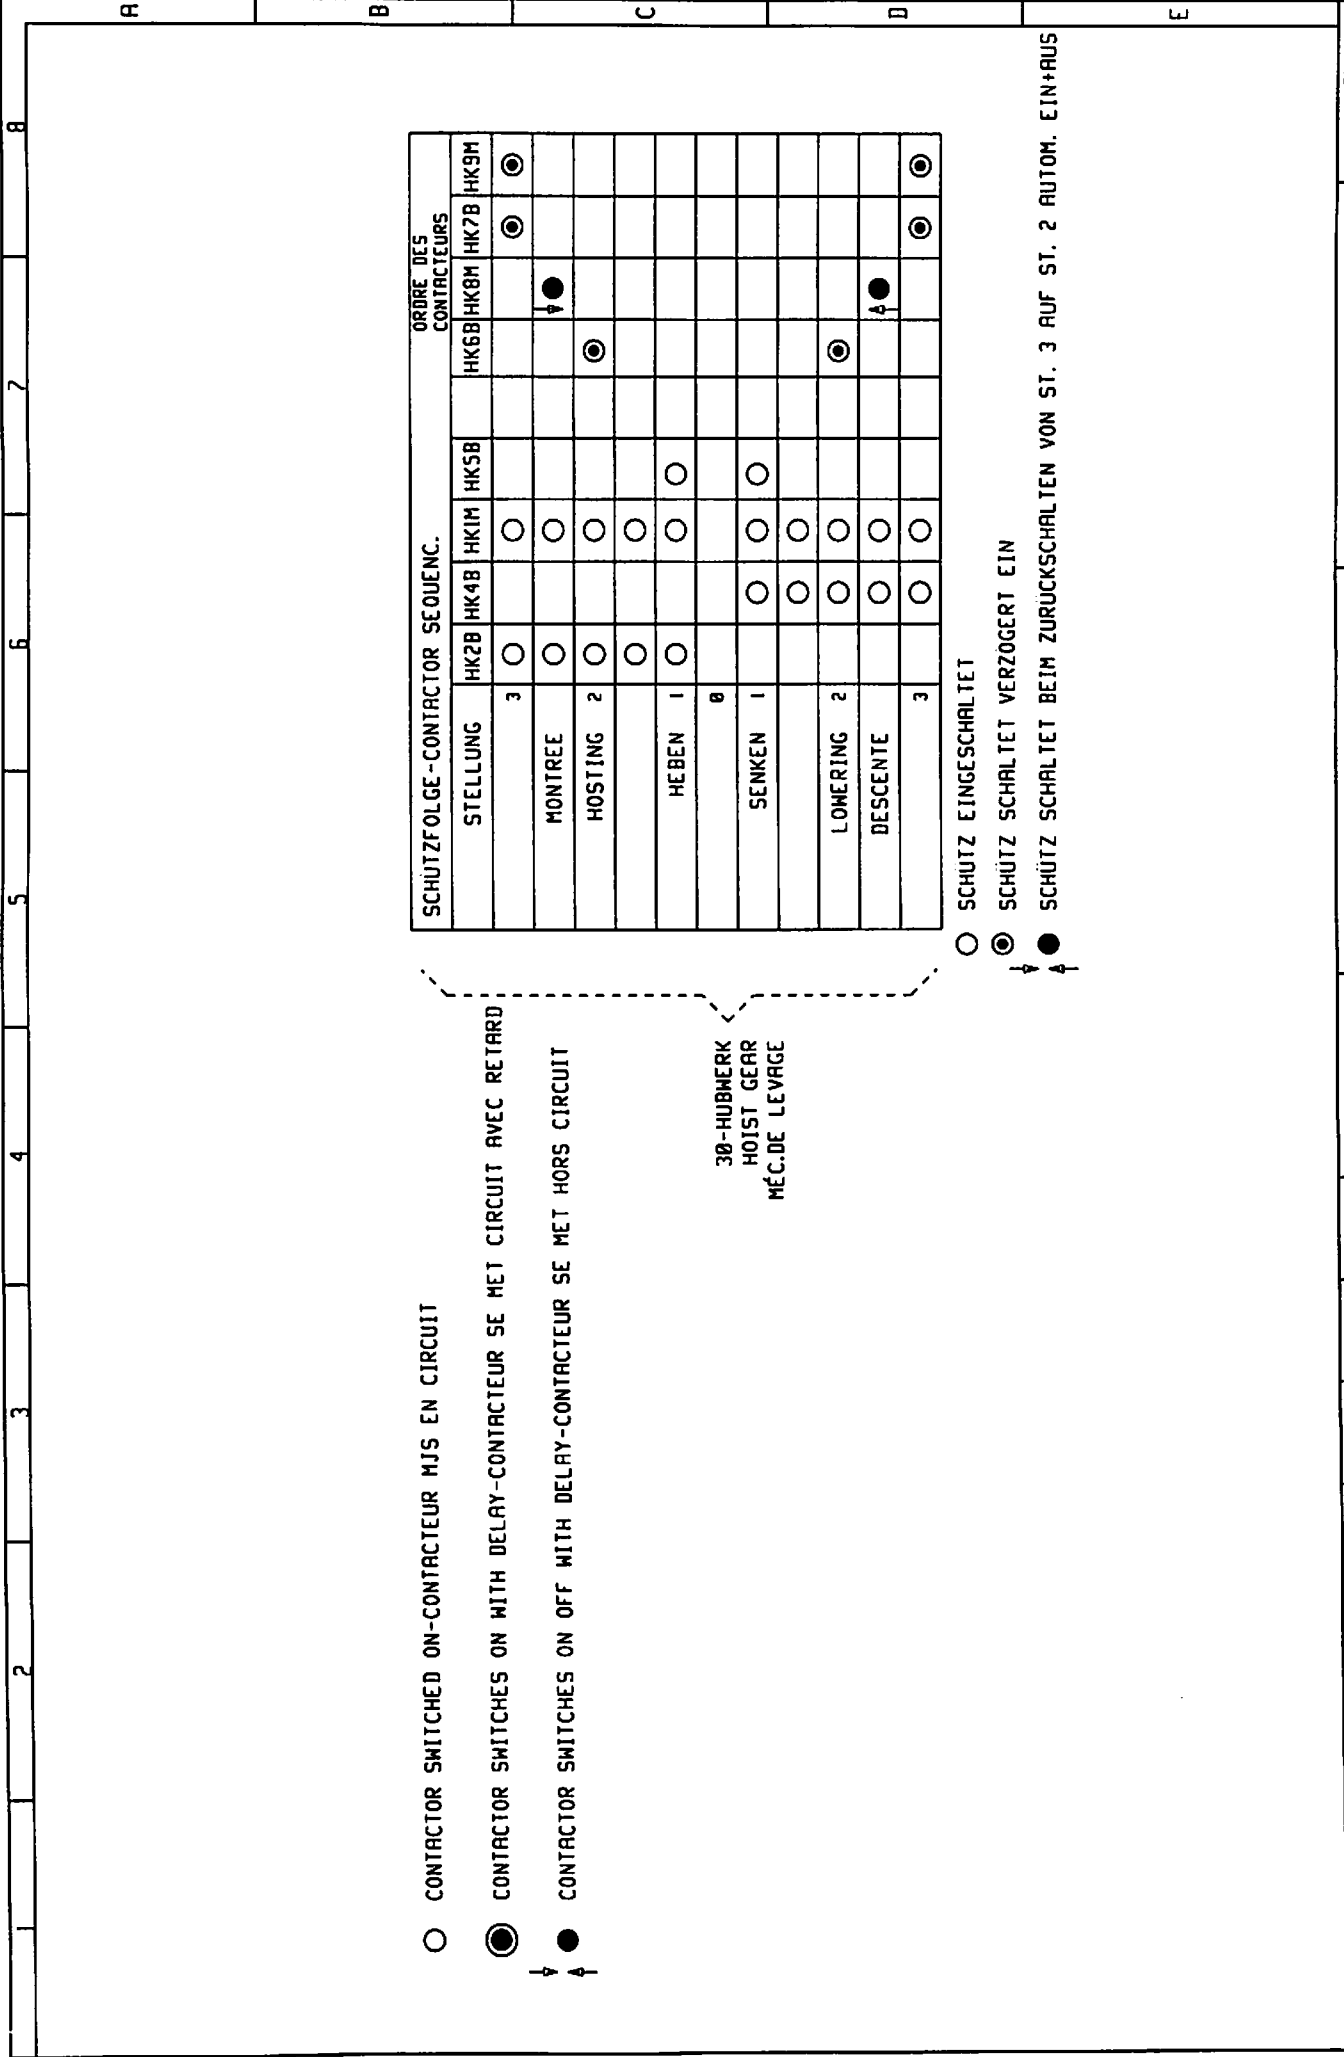 1 2 3 4 5 6 7 8
A
B
C
D
E
CONTACTOR SWITCHED ON-CONTACTEUR MJS EN CIRCUIT
CONTACTOR SWITCHES ON WITH DELAY-CONTACTEUR SE MET CIRCUIT AVEC RETARD
CONTACTOR SWITCHES ON OFF WITH DELAY-CONTACTEUR SE MET HORS CIRCUIT
30-HUBWERK
HOIST GEAR
MÉC.DE LEVAGE
SCHÜTZFOLGE-CONTACTOR SEQUENC.
ORDRE DES
CONTACTEURS
STELLUNG HK2B HK4B HK1M HK5B HK6B HK8M HK7B HK9M
3
MONTREE
HOSTING 2
HEBEN 1
0
SENKEN 1
LOWERING 2
DESCENTE
3
SCHÜTZ EINGESCHALTET
SCHÜTZ SCHALTET VERZÖGERT EIN
SCHÜTZ SCHALTET BEIM ZURÜCKSCHALTEN VON ST. 3 AUF ST. 2 AUTOM. EIN+AUS